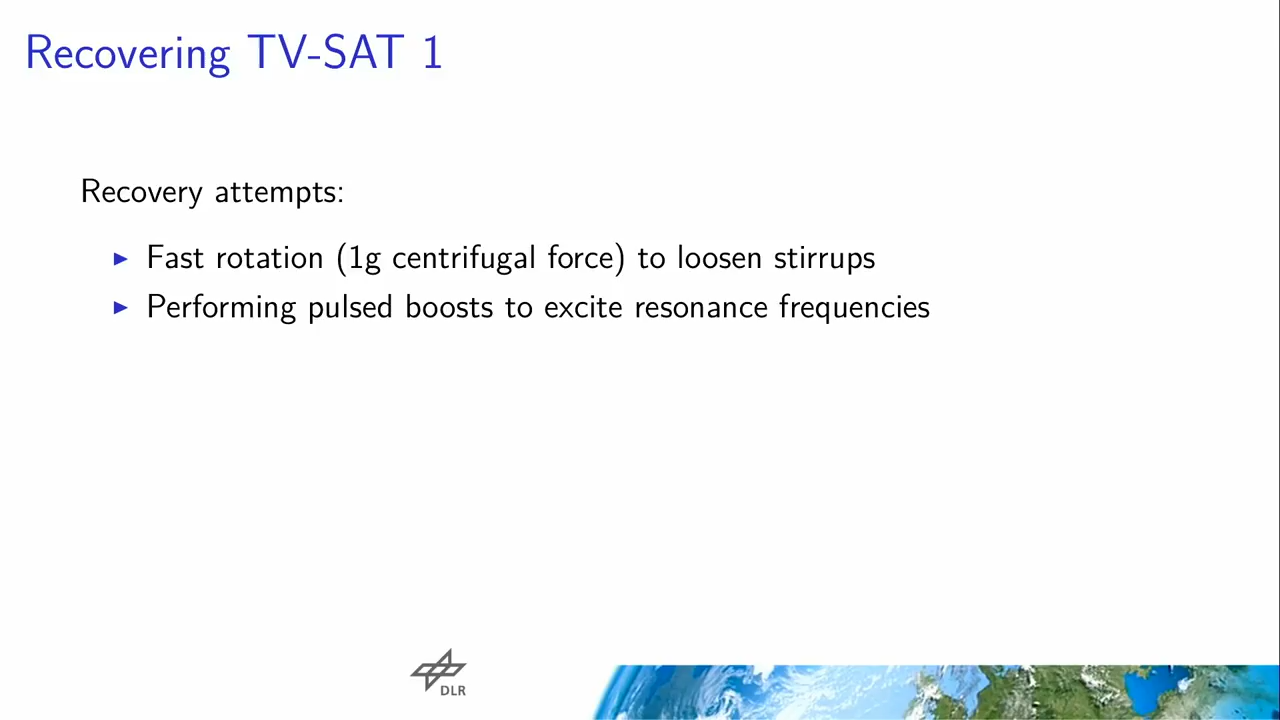 Recovering TV-SAT 1
Recovery attempts:
Fast rotation (1g centrifugal force) to loosen stirrups
Performing pulsed boosts to excite resonance frequencies
DLR